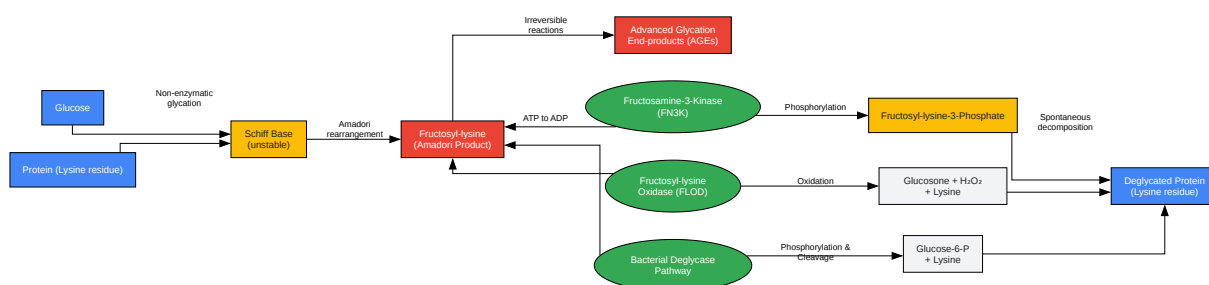 Irreversible
reactions
Advanced Glycation
End-products (AGEs)
Glucose
Non-enzymatic
glycation
Fructosamine-3-Kinase
(FN3K)
Phosphorylation
Fructosyl-lysine-3-Phosphate
Spontaneous
decomposition
Schiff Base
(unstable)
Amadori
rearrangement
Fructosyl-lysine
(Amadori Product)
ATP to ADP
Protein (Lysine residue)
Fructosyl-lysine
Oxidase (FLOD)
Oxidation
Glucosone + H₂O₂
+ Lysine
Deglycated Protein
(Lysine residue)
Bacterial Deglycase
Pathway
Phosphorylation &
Cleavage
Glucose-6-P
+ Lysine